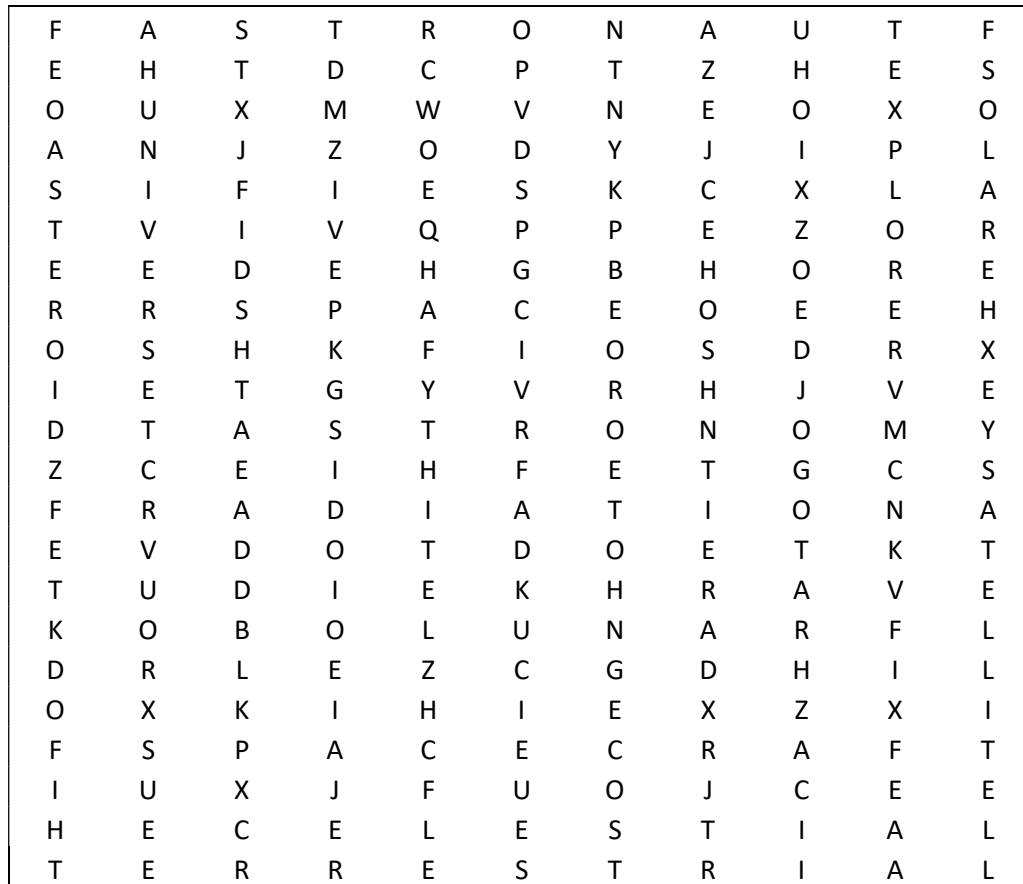 F A S T R O N A U T F
E H T D C P T Z H E S
O U X M W V N E O X O
A N J Z O D Y J I P L
S I F I E S K C X L A
T V I V Q P P E Z O R
E E D E H G B H O R E
R R S P A C E O E E H
O S H K F I O S D R X
I E T G Y V R H J V E
D T A S T R O N O M Y
Z C E I H F E T G C S
F R A D I A T I O N A
E V D O T D O E T K T
T U D I E K H R A V E
K O B O L U N A R F L
D R L E Z C G D H I L
O X K I H I E X Z X I
F S P A C E C R A F T
I U X J F U O J C E E
H E C E L E S T I A L
T E R R E S T R I A L